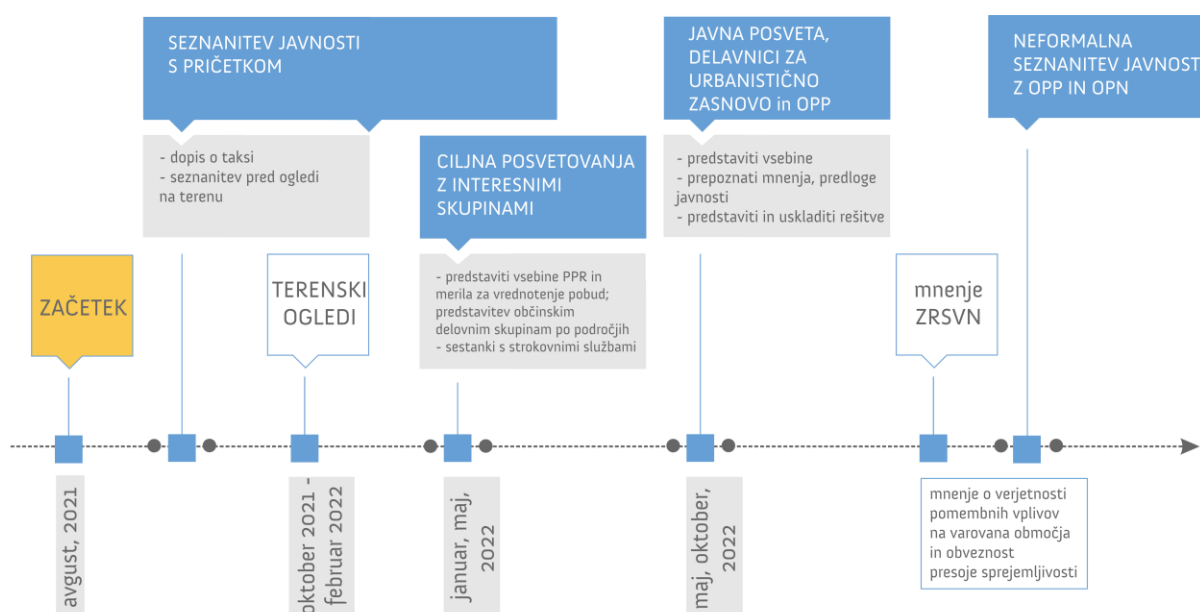 SEZNANITEV JAVNOSTI
S PRIČETKOM
- dopis o taksi
- seznanitev pred ogledi
na terenu
CILJNA POSVETOVANJA
Z INTERESNIMI
SKUPINAMI
- predstaviti vsebine PPR in
merila za vrednotenje pobud;
predstavitev občinskim
delovnim skupinam po področjih
- sestanki s strokovnimi službami
JAVNA POSVETA,
DELAVNICI ZA
URBANISTIČNO
ZASNOVO in OPP
- predstaviti vsebine
- prepoznati mnenja, predloge
javnosti
- predstaviti in uskladiti rešitve
NEFORMALNA
SEZNANITEV JAVNOST
Z OPP IN OPN
ZAČETEK
TERENSKI
OGLEDI
mnenje
ZRSVN
avgust, 2021
oktober 2021 -
februar 2022
januar, maj,
2022
maj, oktober,
2022
mnenje o verjetnosti
pomembnih vplivov
na varovana območja
in obveznost
presoje sprejemljivosti